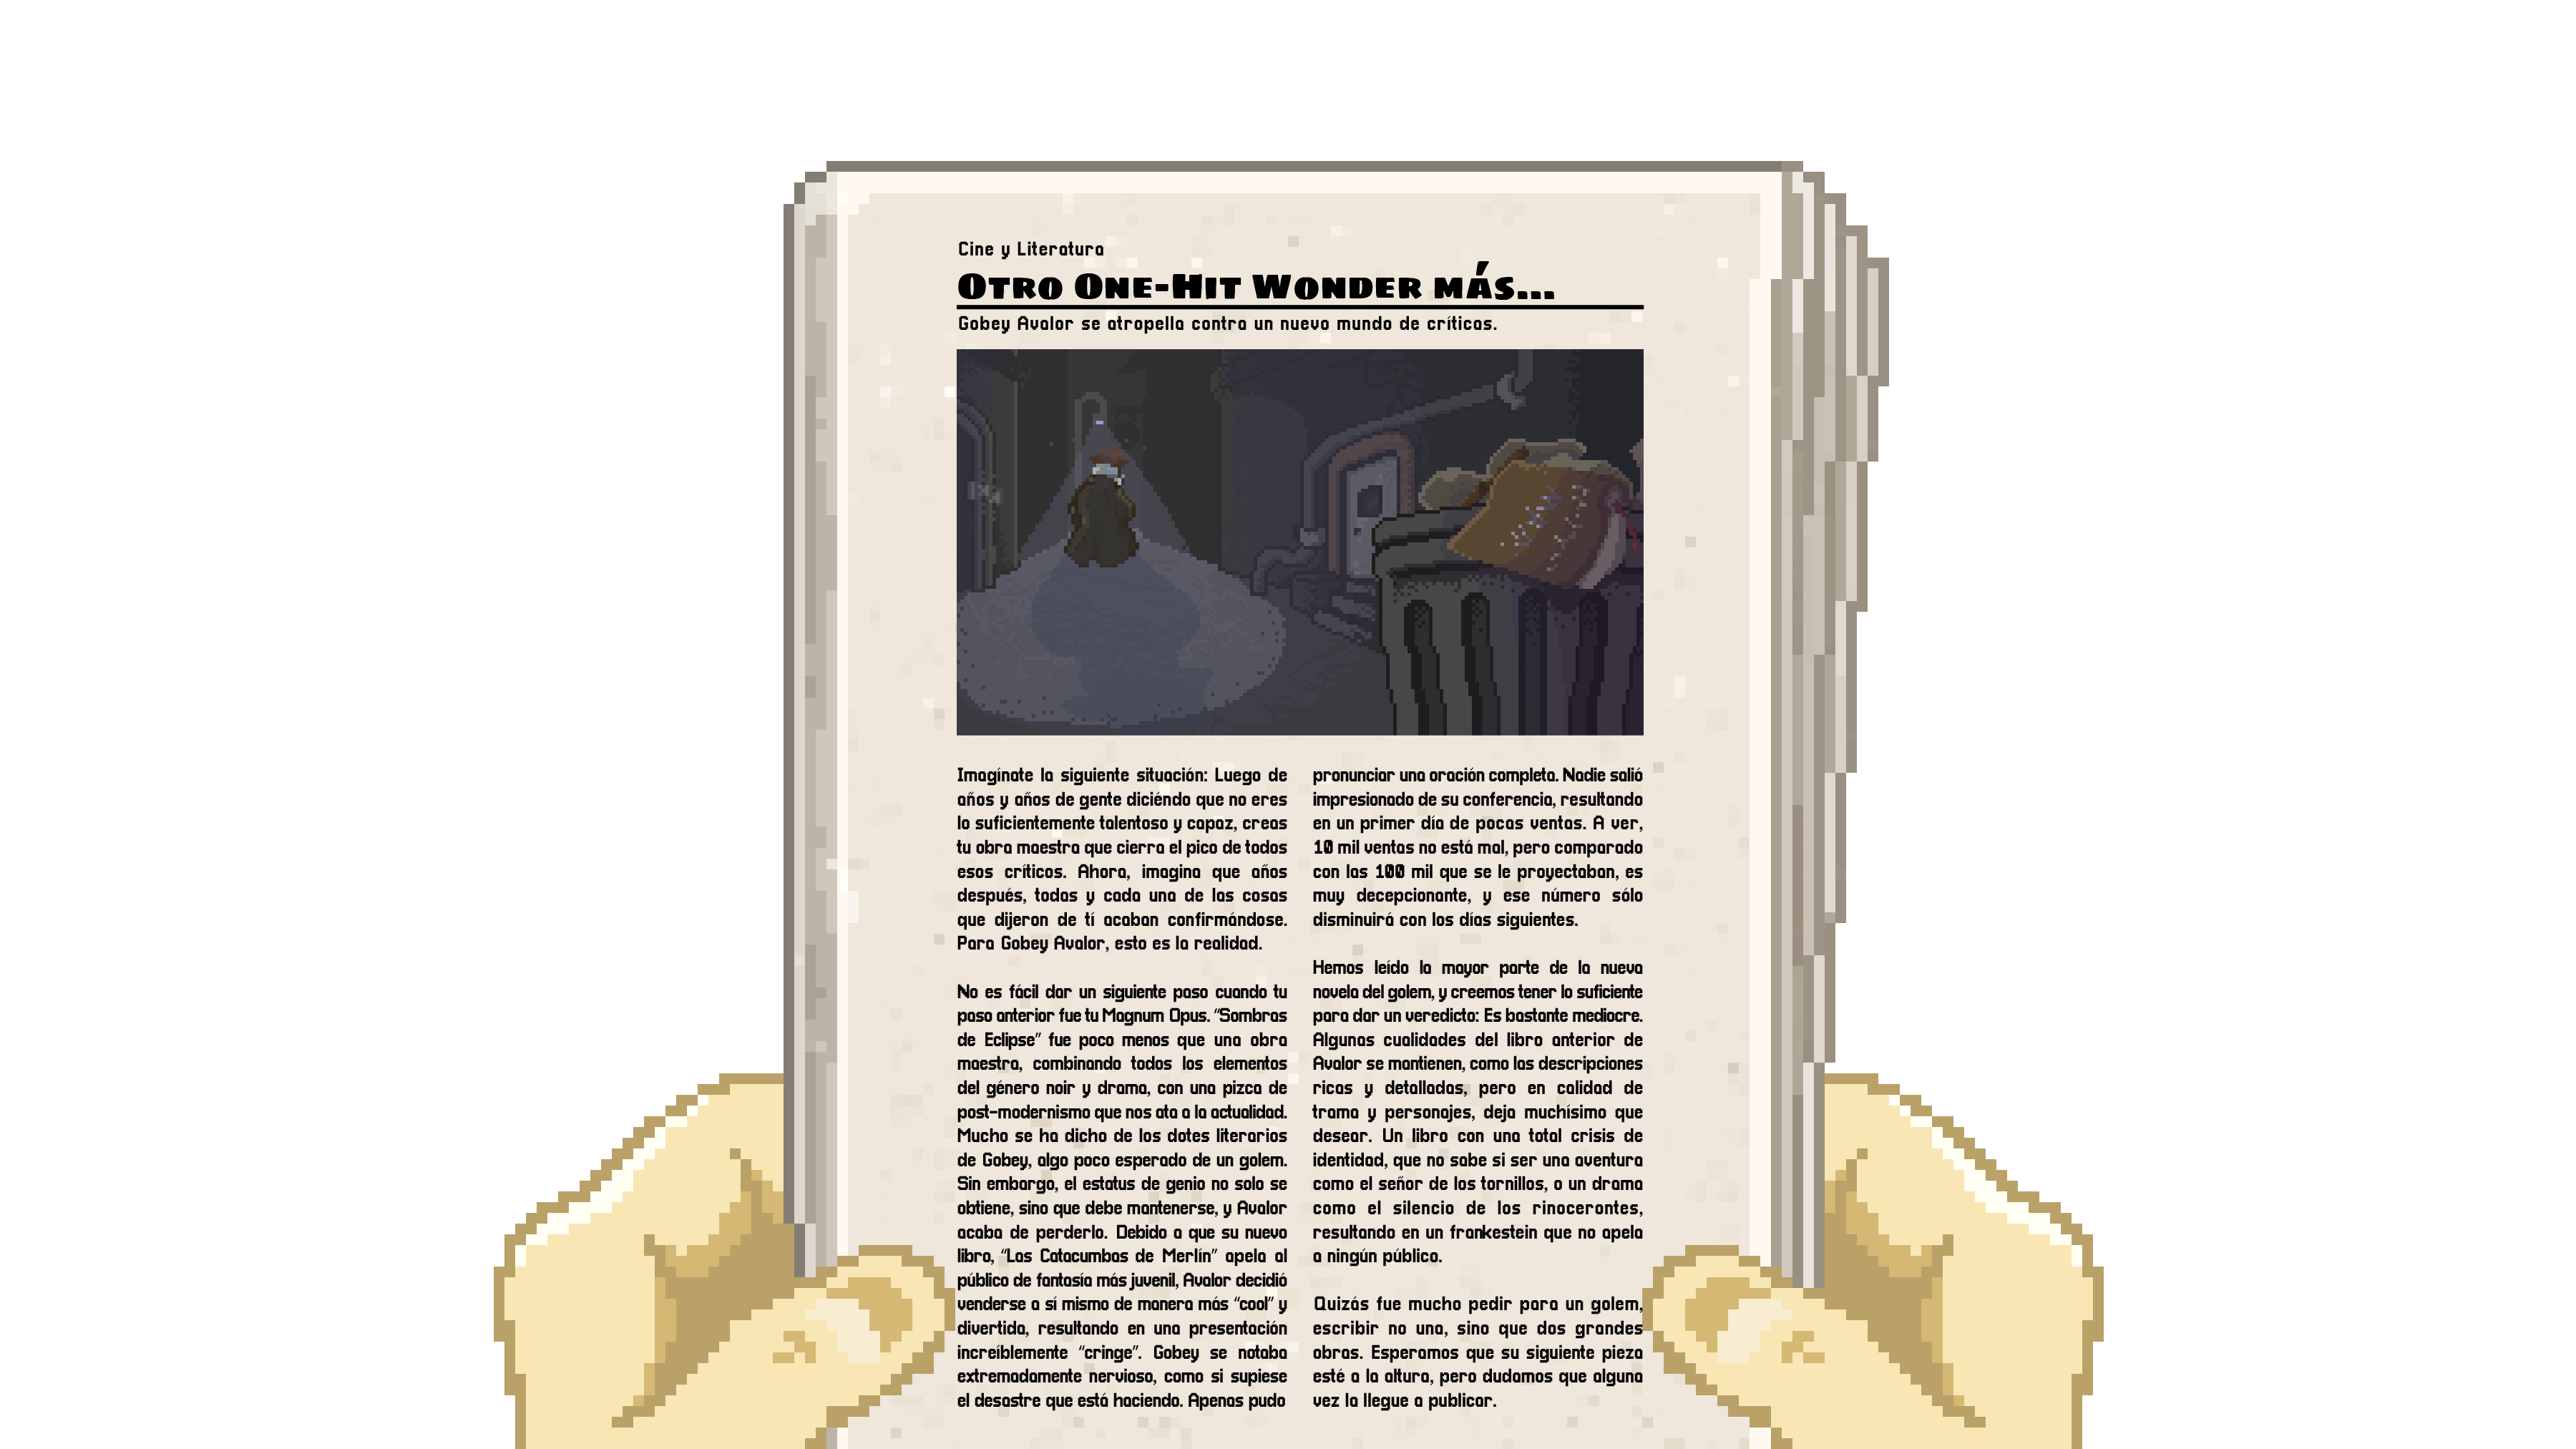 Cine y Literatura
Otro One-Hit Wonder más...
Gobey Avalor se atropella contra un nuevo mundo de críticas.
Imagínate la siguiente situación: Luego de
años y años de gente diciéndo que no eres
lo suficientemente talentoso y capaz, creas
tu obra maestra que cierra el pico de todos
esos críticos. Ahora, imagina que años
después, todas y cada una de las cosas
que dijeron de tí acaban confirmándose.
Para Gobey Avalor, esto es la realidad.
No es fácil dar un siguiente paso cuando tu
paso anterior fue tu Magnum Opus. "Sombras
de Eclipse" fue poco menos que una obra
maestra, combinando todos los elementos
del género noir y drama, con una pizca de
post-modernismo que nos ata a la actualidad.
Mucho se ha dicho de los dotes literarios
de Gobey, algo poco esperado de un golem.
Sin embargo, el estatus de genio no solo se
obtiene, sino que debe mantenerse, y Avalor
acaba de perderlo. Debido a que su nuevo
libro, "Las Catacumbas de Merlín" apela al
público de fantasía más juvenil, Avalor decidió
venderse a sí mismo de manera más "cool" y
divertida, resultando en una presentación
increíblemente "cringe". Gobey se notaba
extremadamente nervioso, como si supiese
el desastre que está haciendo. Apenas pudo
pronunciar una oración completa. Nadie salió
impresionado de su conferencia, resultando
en un primer día de pocas ventas. A ver,
10 mil ventas no está mal, pero comparado
con las 100 mil que se le proyectaban, es
muy decepcionante, y ese número sólo
disminuirá con los días siguientes.
Hemos leído la mayor parte de la nueva
novela del golem, y creemos tener lo suficiente
para dar un veredicto: Es bastante mediocre.
Algunas cualidades del libro anterior de
Avalor se mantienen, como las descripciones
ricas y detalladas, pero en calidad de
trama y personajes, deja muchísimo que
desear. Un libro con una total crisis de
identidad, que no sabe si ser una aventura
como el señor de los tornillos, o un drama
como el silencio de los rinocerontes,
resultando en un frankestein que no apela
a ningún público.
Quizás fue mucho pedir para un golem,
escribir no una, sino que dos grandes
obras. Esperamos que su siguiente pieza
esté a la altura, pero dudamos que alguna
vez la llegue a publicar.